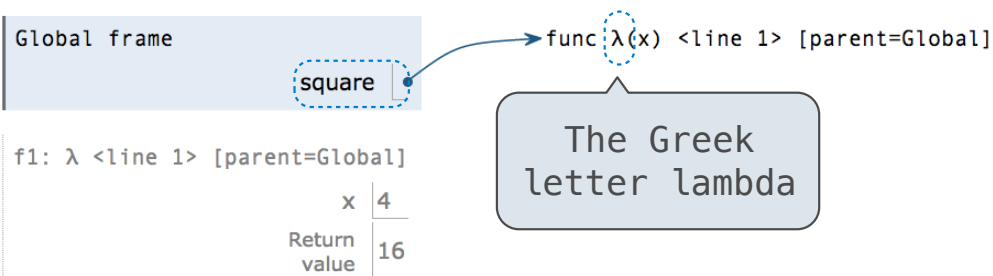 Global frame
func λ(x) <line 1> [parent=Global]
square
The Greek
letter lambda
f1: λ <line 1> [parent=Global]
x 4
Return
value 16